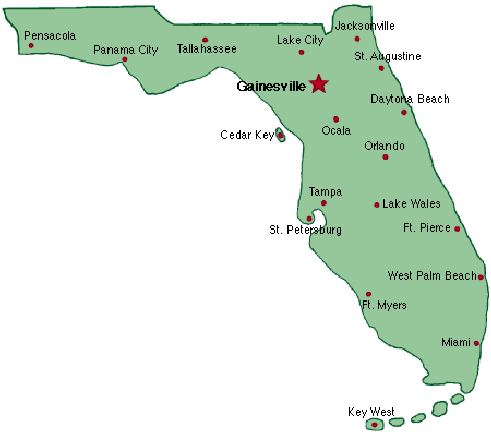 Jacksonville
Pensacola
Lake City
Panama City
Tallahassee
St. Augustine
Gainesville
Daytona Beach
Ocala
Cedar Key
Orlando
Tampa
Lake Wales
St. Petersburg
Ft. Pierce
West Palm Beach
Ft. Myers
Miami
Key West